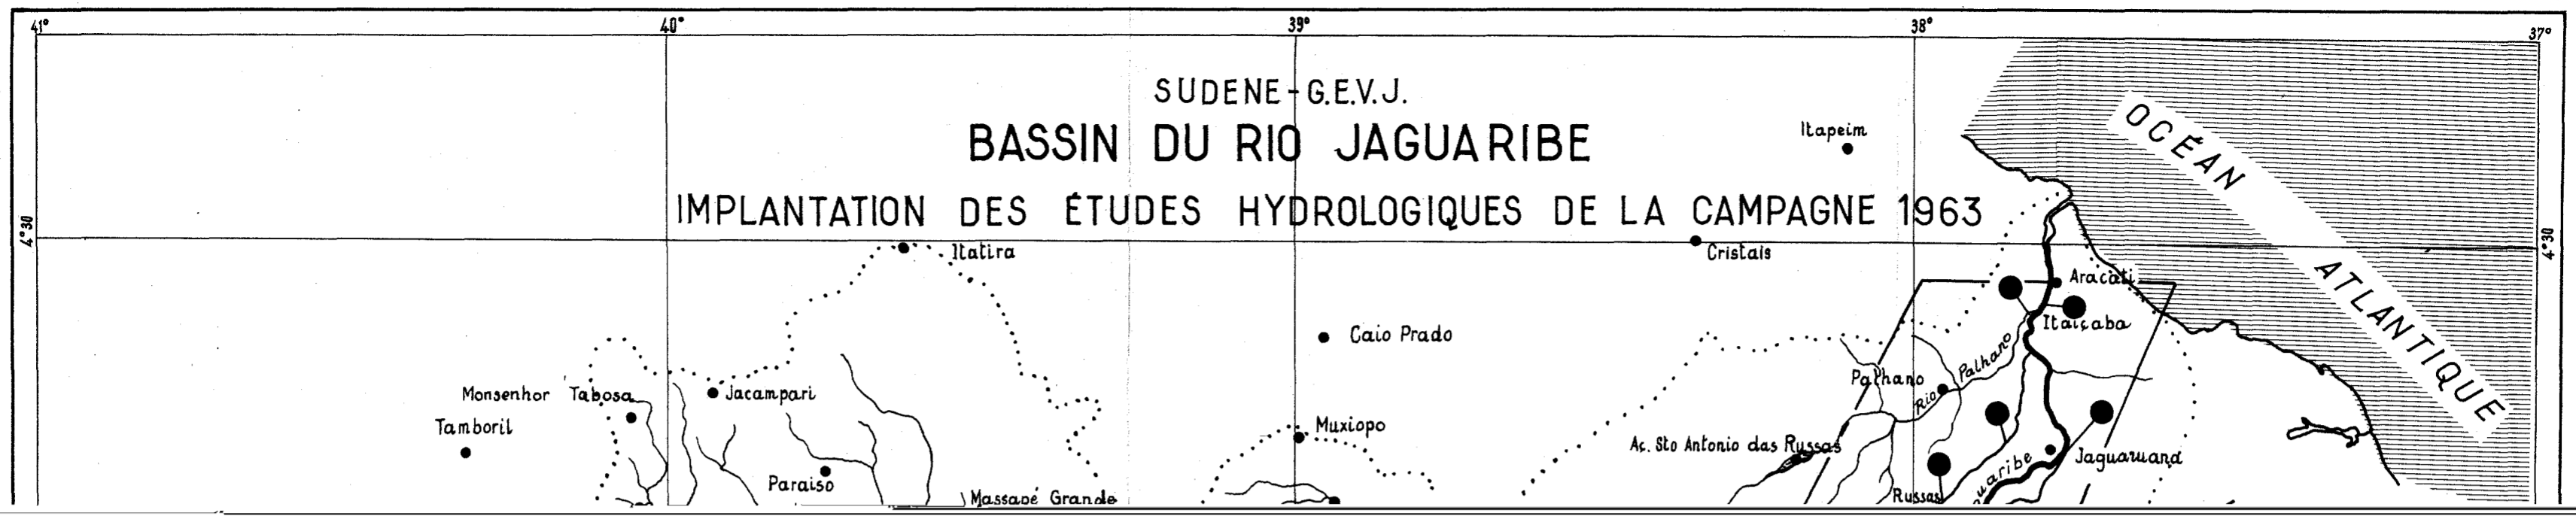 41° 40° 39° 38° 37°
SUDENE-G.E.V.J.
BASSIN DU RIO JAGUARIBE
Itapeim
OCÉAN ATLANTIQUE
IMPLANTATION DES ÉTUDES HYDROLOGIQUES DE LA CAMPAGNE 1963
4°30
4°30
Itatira
Cristais
Aracati
Itaiçaba
Caio Prado
Palhano
Rio Palhano
Monsenhor Tabosa
Jacampari
Tamboril
Muxiopo
Ac. Sto Antonio das Russas
Jaguaruana
Paraiso
Massapé Grande
Russas
uaribe